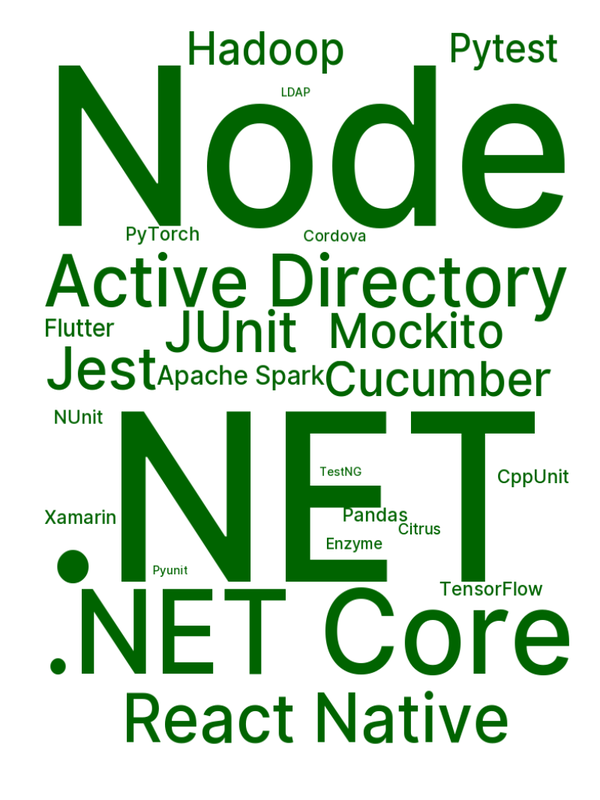 Hadoop
Pytest
LDAP
Node
PyTorch
Cordova
Active Directory
Flutter
JUnit
Mockito
Jest
Apache Spark
Cucumber
NUnit
.NET
TestNG
CppUnit
Xamarin
Pandas
Citrus
Enzyme
Pyunit
TensorFlow
.NET Core
React Native